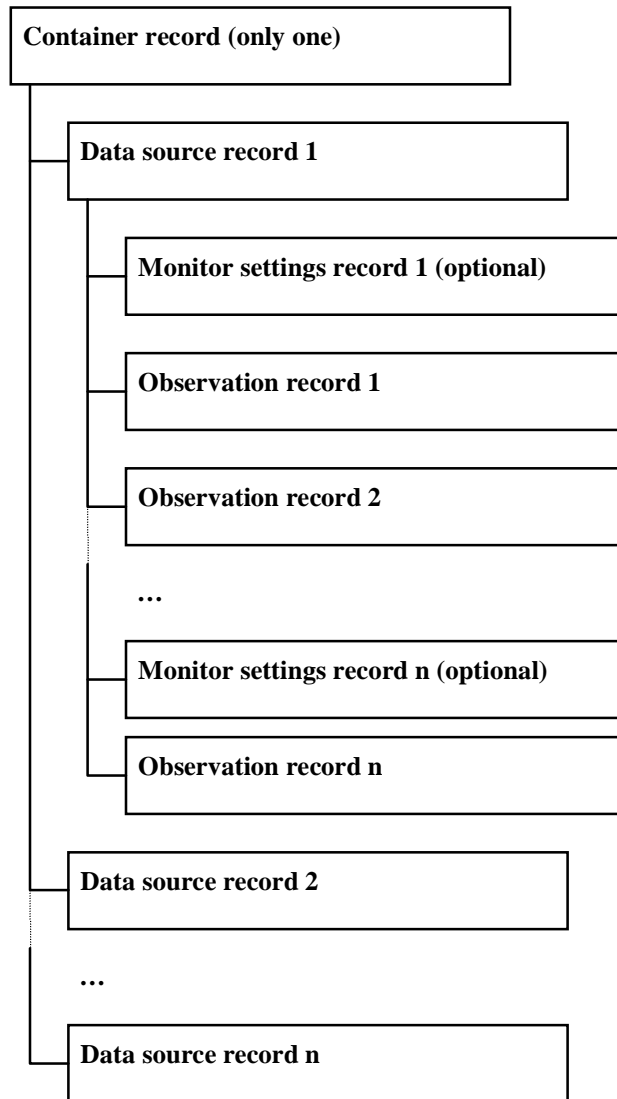 Container record (only one)
Data source record 1
Monitor settings record 1 (optional)
Observation record 1
Observation record 2
...
Monitor settings record n (optional)
Observation record n
Data source record 2
...
Data source record n